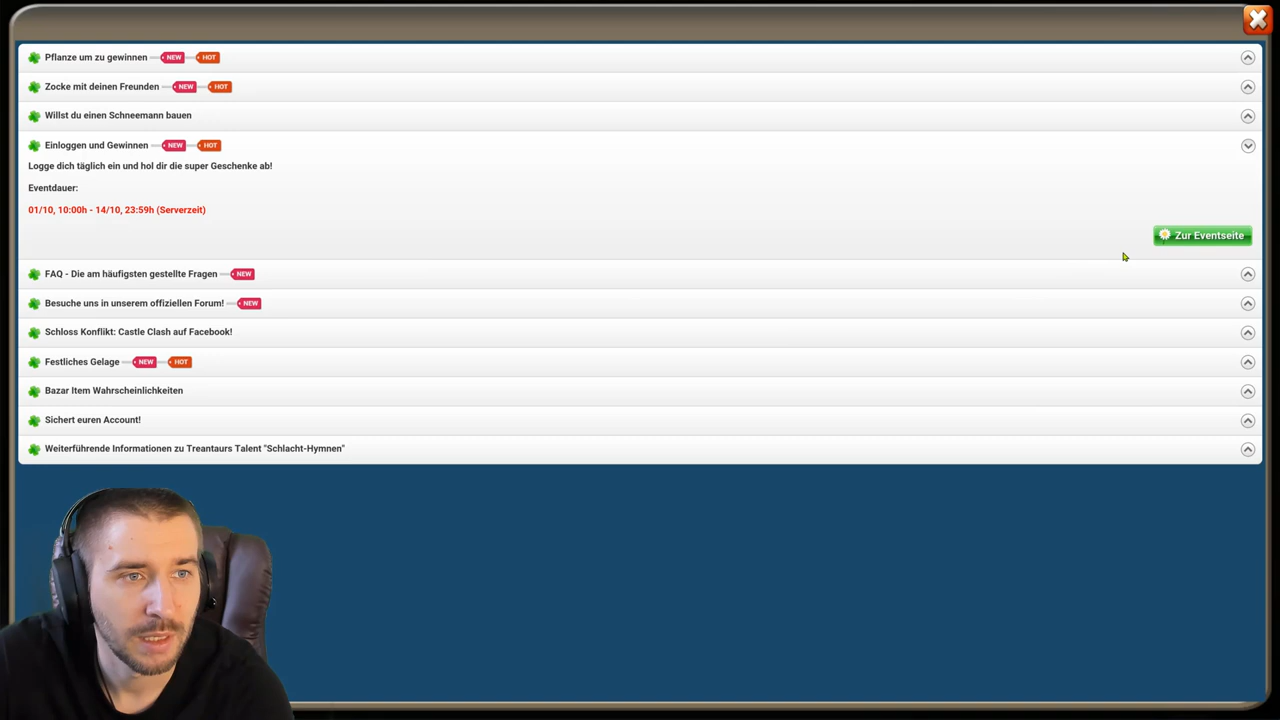 Pflanze um zu gewinnen NEW HOT
Zocke mit deinen Freunden NEW HOT
Willst du einen Schneemann bauen
Einloggen und Gewinnen NEW HOT
Logge dich täglich ein und hol dir die super Geschenke ab!
Eventdauer:
01/10, 10:00h - 14/10, 23:59h (Serverzeit)
Zur Eventseite
FAQ - Die am häufigsten gestellte Fragen NEW
Besuche uns in unserem offiziellen Forum! NEW
Schloss Konflikt: Castle Clash auf Facebook!
Festliches Gelage NEW HOT
Bazar Item Wahrscheinlichkeiten
Sichert euren Account!
Weiterführende Informationen zu Treantaurs Talent "Schlacht-Hymnen"